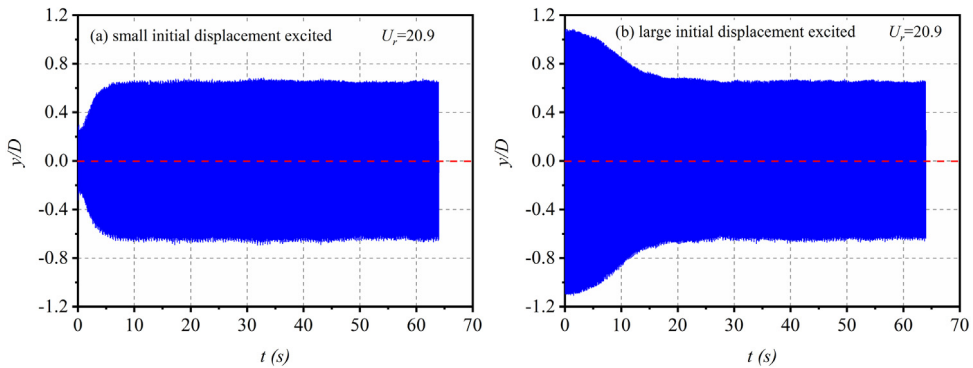 (a) small initial displacement excited U_r=20.9
1.2
0.8
0.4
0.0
-0.4
-0.8
-1.2
y/D
0 10 20 30 40 50 60 70
t (s)
(b) large initial displacement excited U_r=20.9
1.2
0.8
0.4
0.0
-0.4
-0.8
-1.2
y/D
0 10 20 30 40 50 60 70
t (s)